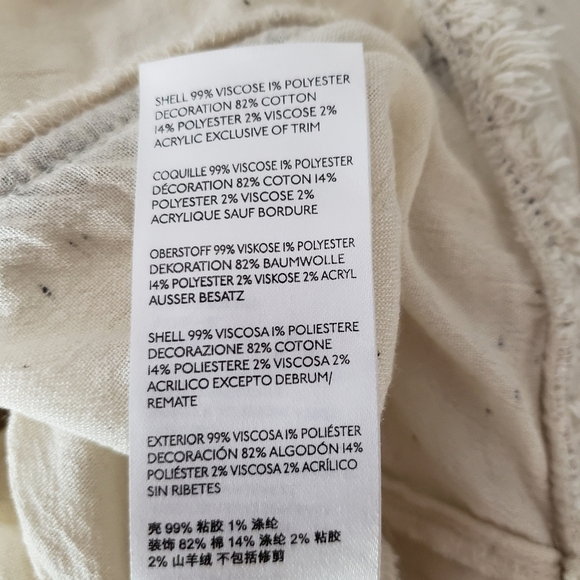 SHELL 99% VISCOSE 1% POLYESTER
DECORATION 82% COTTON
14% POLYESTER 2% VISCOSE 2%
ACRYLIC EXCLUSIVE OF TRIM
COQUILLE 99% VISCOSE 1% POLYESTER
DÉCORATION 82% COTON 14%
POLYESTER 2% VISCOSE 2%
ACRYLIQUE SAUF BORDURE
OBERSTOFF 99% VISKOSE 1% POLYESTER
DEKORATION 82% BAUMWOLLE
14% POLYESTER 2% VISKOSE 2% ACRYL
AUSSER BESATZ
SHELL 99% VISCOSA 1% POLIESTERE
DECORAZIONE 82% COTONE
14% POLIESTERE 2% VISCOSA 2%
ACRILICO EXCEPTO DEBRUM/
REMATE
EXTERIOR 99% VISCOSA 1% POLIÉSTER
DECORACIÓN 82% ALGODÓN 14%
POLIÉSTER 2% VISCOSA 2% ACRÍLICO
SIN RIBETES
壳 99% 粘胶 1% 涤纶
装饰 82% 棉 14% 涤纶 2% 粘胶
2% 山羊绒 不包括修剪